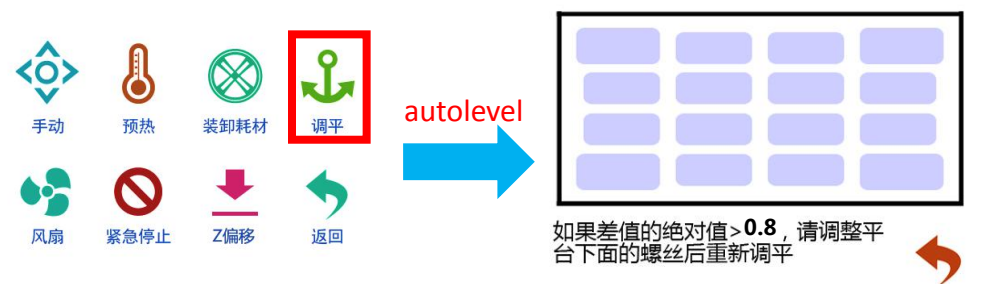 手动 预热 装卸耗材 调平
风扇 紧急停止 Z偏移 返回
autolevel
如果差值的绝对值>0.8，请调整平
台下面的螺丝后重新调平